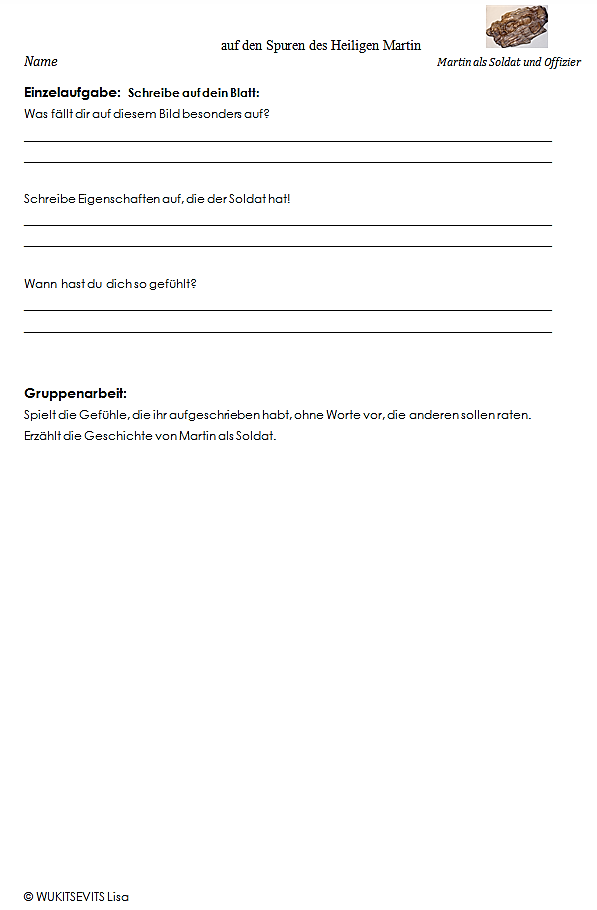 auf den Spuren des Heiligen Martin
Name
Martin als Soldat und Offizier
Einzelaufgabe: Schreibe auf dein Blatt:
Was fällt dir auf diesem Bild besonders auf?
Schreibe Eigenschaften auf, die der Soldat hat!
Wann hast du dich so gefühlt?
Gruppenarbeit:
Spielt die Gefühle, die ihr aufgeschrieben habt, ohne Worte vor, die anderen sollen raten.
Erzählt die Geschichte von Martin als Soldat.
© WUKITSEVITS Lisa